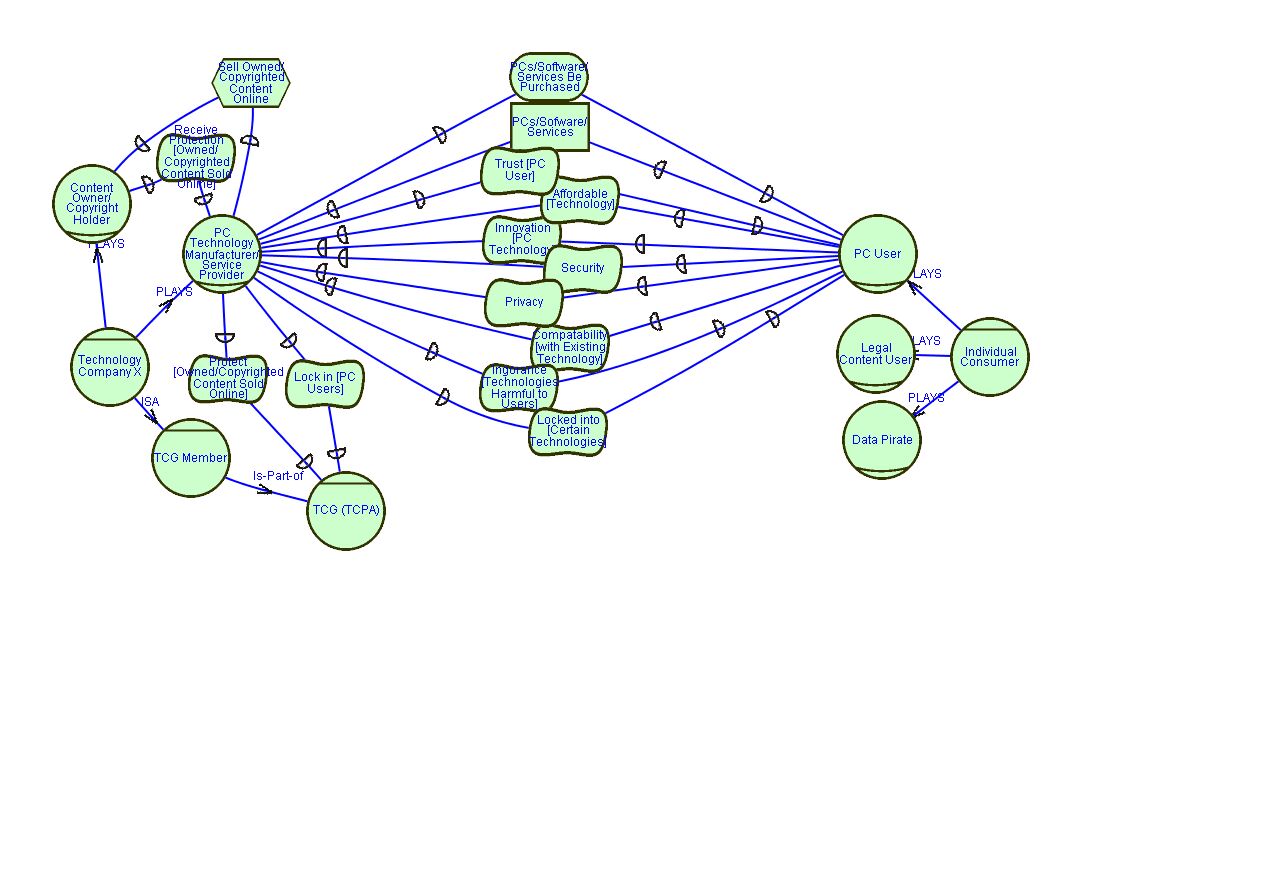 Sell Owned/
Copyrighted
Content
Online
PCs/Software/
Services Be
Purchased
PCs/Sofware/
Services
Receive
Protection
[Owned/
Copyrighted
Content Sold
Online]
Trust [PC
User]
Affordable
[Technology]
Content
Owner/
Copyright
Holder
PC
Technology
Manufacturer/
Service
Provider
Innovation
[PC
Technology
Security
PC User
PLAYS
PLAYS
LAYS
Privacy
Technology
Company X
Compatability
[with Existing
Technology]
Legal
Content User
LAYS
Individual
Consumer
Protect
[Owned/Copyrighted
Content Sold
Online]
Lock in [PC
Users]
Ingorance
[Technologies
Harmful to
Users]
ISA
PLAYS
Locked into
[Certain
Technologies]
Data Pirate
TCG Member
Is-Part-of
TCG (TCPA)